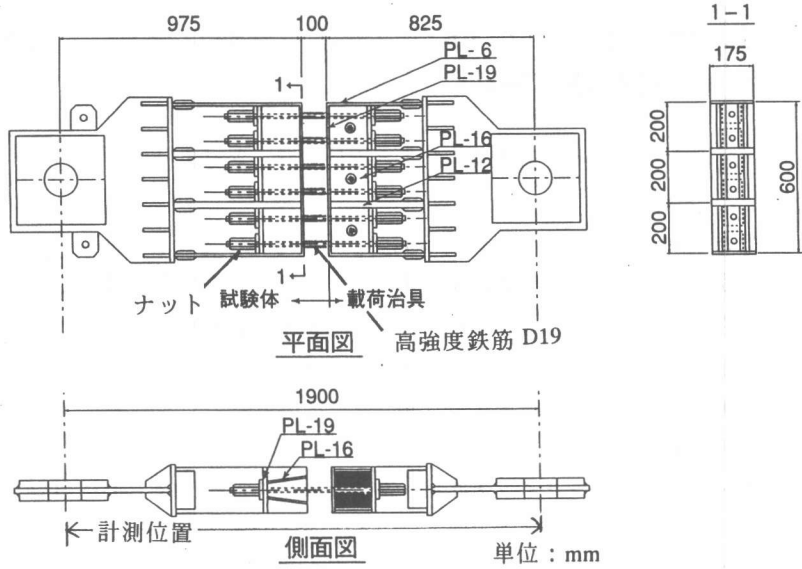 1-1
975
100
825
PL-6
PL-19
175
1
PL-16
PL-12
200
200
200
600
1
ナット
試験体
載荷治具
平面図
高強度鉄筋 D19
1900
PL-19
PL-16
計測位置
側面図
単位：mm